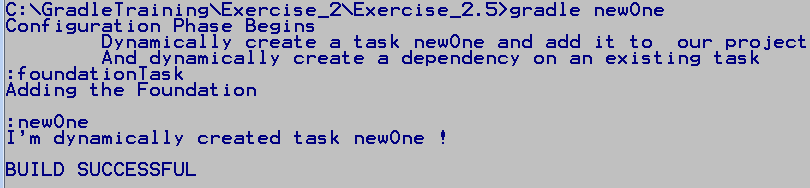 C:\GradleTraining\Exercise_2\Exercise_2.5>gradle newOne
Configuration Phase Begins
        Dynamically create a task newOne and add it to  our project
        And dynamically create a dependency on an existing task
:foundationTask
Adding the Foundation

:newOne
I'm dynamically created task newOne !

BUILD SUCCESSFUL